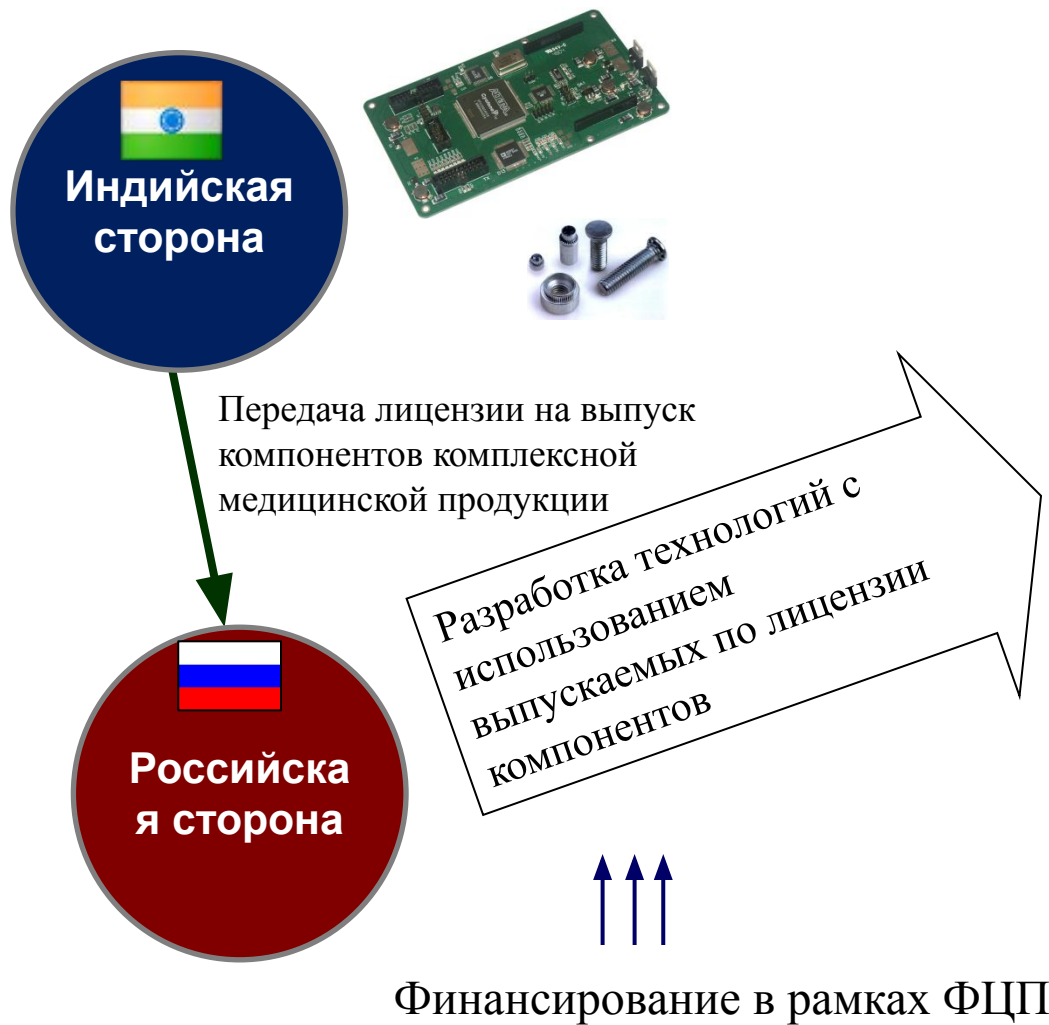 Индийская
сторона
Передача лицензии на выпуск
компонентов комплексной
медицинской продукции
Разработка технологий с
использованием
выпускаемых по лицензии
компонентов
Российска
я сторона
Финансирование в рамках ФЦП